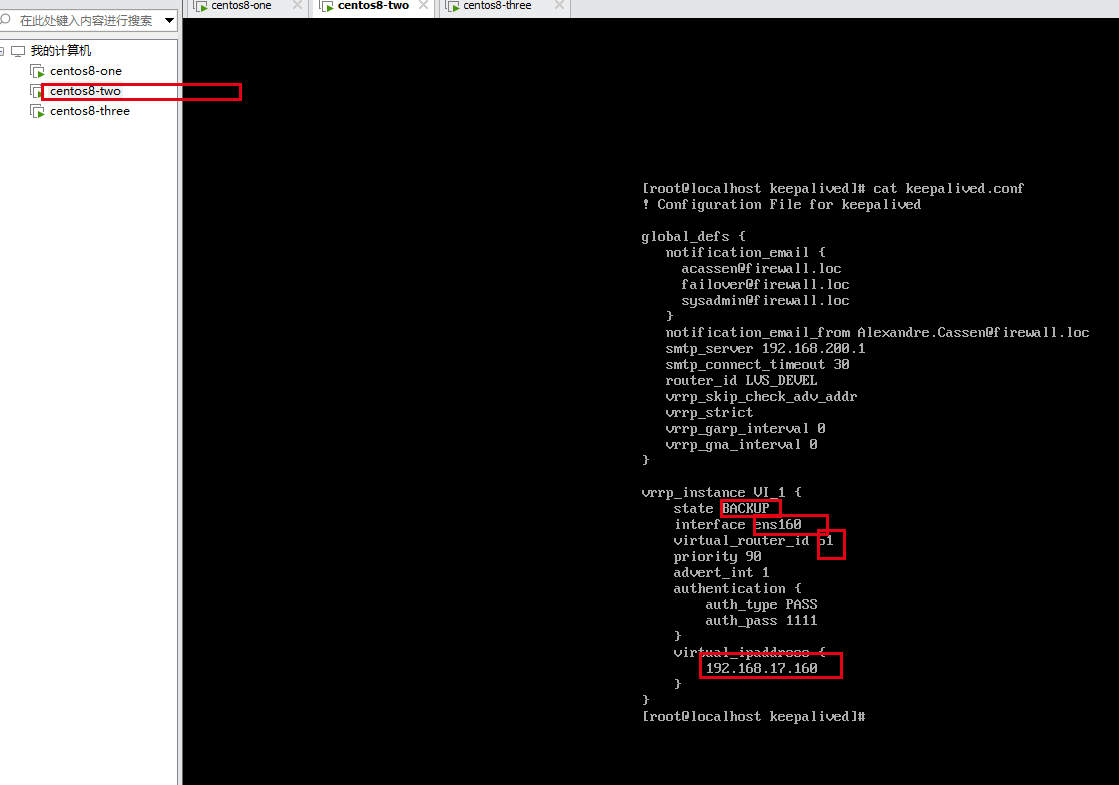 centos8-one
centos8-two
centos8-three
在此处键入内容进行搜索
我的计算机
centos8-one
centos8-two
centos8-three
[root@localhost keepalived]# cat keepalived.conf
! Configuration File for keepalived
global_defs {
notification_email {
acassen@firewall.loc
failover@firewall.loc
sysadmin@firewall.loc
}
notification_email_from Alexandre.Cassen@firewall.loc
smtp_server 192.168.200.1
smtp_connect_timeout 30
router_id LVS_DEVEL
vrrp_skip_check_adv_addr
vrrp_strict
vrrp_garp_interval 0
vrrp_gna_interval 0
}
vrrp_instance VI_1 {
state BACKUP
interface ens160
virtual_router_id 51
priority 90
advert_int 1
authentication {
auth_type PASS
auth_pass 1111
}
virtual_ipaddress {
192.168.17.160
}
}
[root@localhost keepalived]#